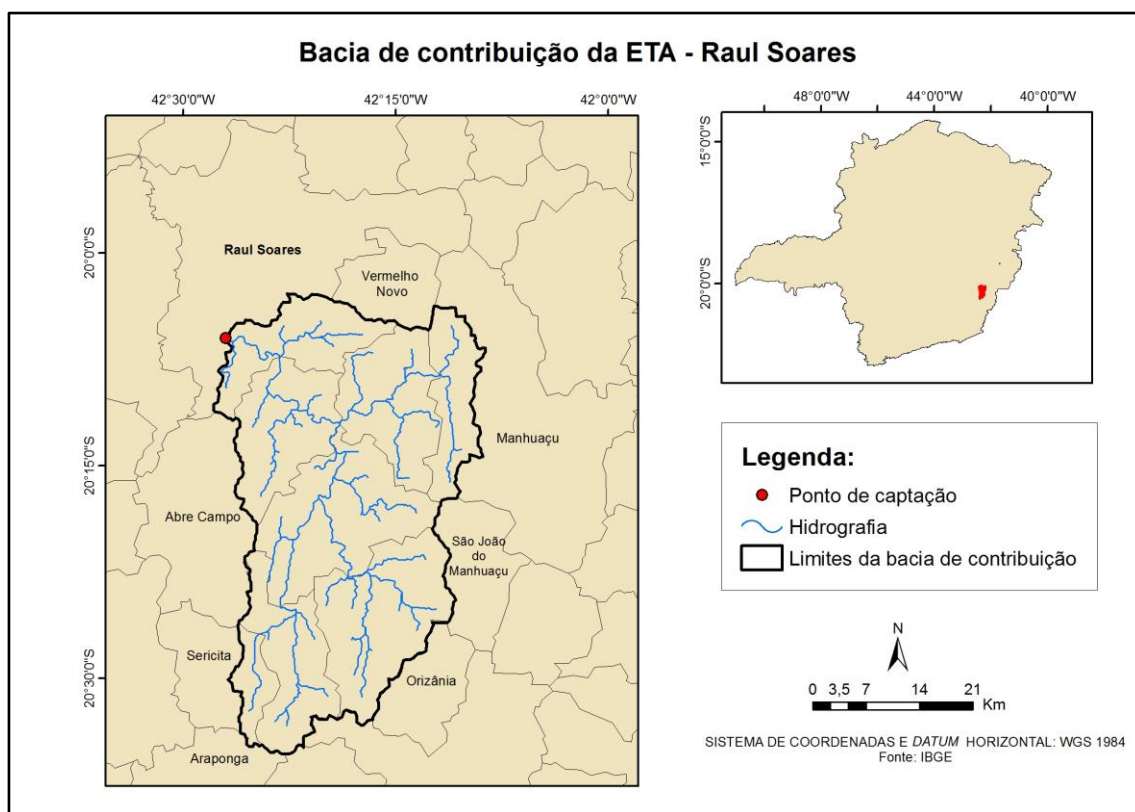 Bacia de contribuição da ETA - Raul Soares
42°30'0"W
42°15'0"W
42°0'0"W
20°0'0"S
20°15'0"S
20°30'0"S
Raul Soares
Vermelho
Novo
Manhuaçu
Abre Campo
São João
do
Manhuaçu
Sericita
Orizânia
Araponga
48°0'0"W
44°0'0"W
40°0'0"W
15°0'0"S
20°0'0"S
Legenda:
Ponto de captação
Hidrografia
Limites da bacia de contribuição
N
0 3,5 7 14 21
Km
SISTEMA DE COORDENADAS E DATUM HORIZONTAL: WGS 1984
Fonte: IBGE